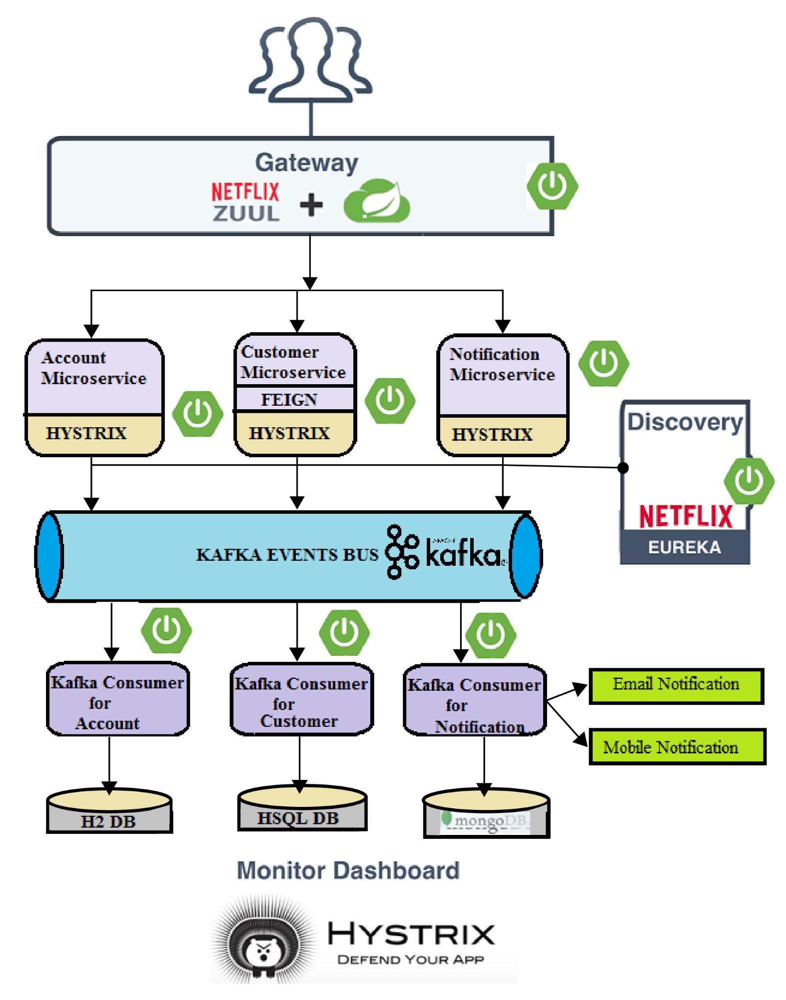 Gateway
NETFLIX
ZUUL
Account
Microservice
HYSTRIX
Customer
Microservice
FEIGN
HYSTRIX
Notification
Microservice
HYSTRIX
Discovery
NETFLIX
EUREKA
KAFKA EVENTS BUS
APACHE
kafka
Kafka Consumer
for
Account
Kafka Consumer
for
Customer
Kafka Consumer
for
Notification
Email Notification
Mobile Notification
H2 DB
HSQL DB
mongoDB
Monitor Dashboard
HYSTRIX
DEFEND YOUR APP